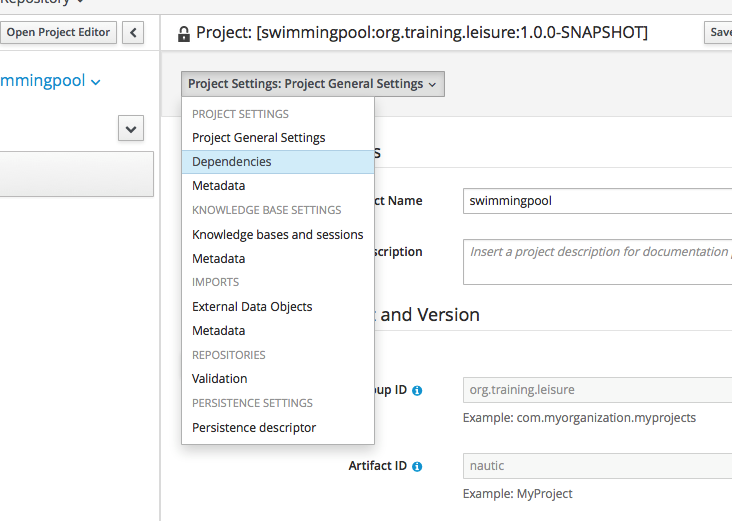 Repository
Open Project Editor
Project: [swimmingpool:org.training.leisure:1.0.0-SNAPSHOT]
Save
mmingpool
Project Settings: Project General Settings
PROJECT SETTINGS
Project General Settings
Dependencies
Metadata
KNOWLEDGE BASE SETTINGS
Knowledge bases and sessions
Metadata
IMPORTS
External Data Objects
Metadata
REPOSITORIES
Validation
PERSISTENCE SETTINGS
Persistence descriptor
s
ct Name
swimmingpool
scription
Insert a project description for documentation
and Version
up ID
org.training.leisure
Example: com.myorganization.myprojects
Artifact ID
nautic
Example: MyProject